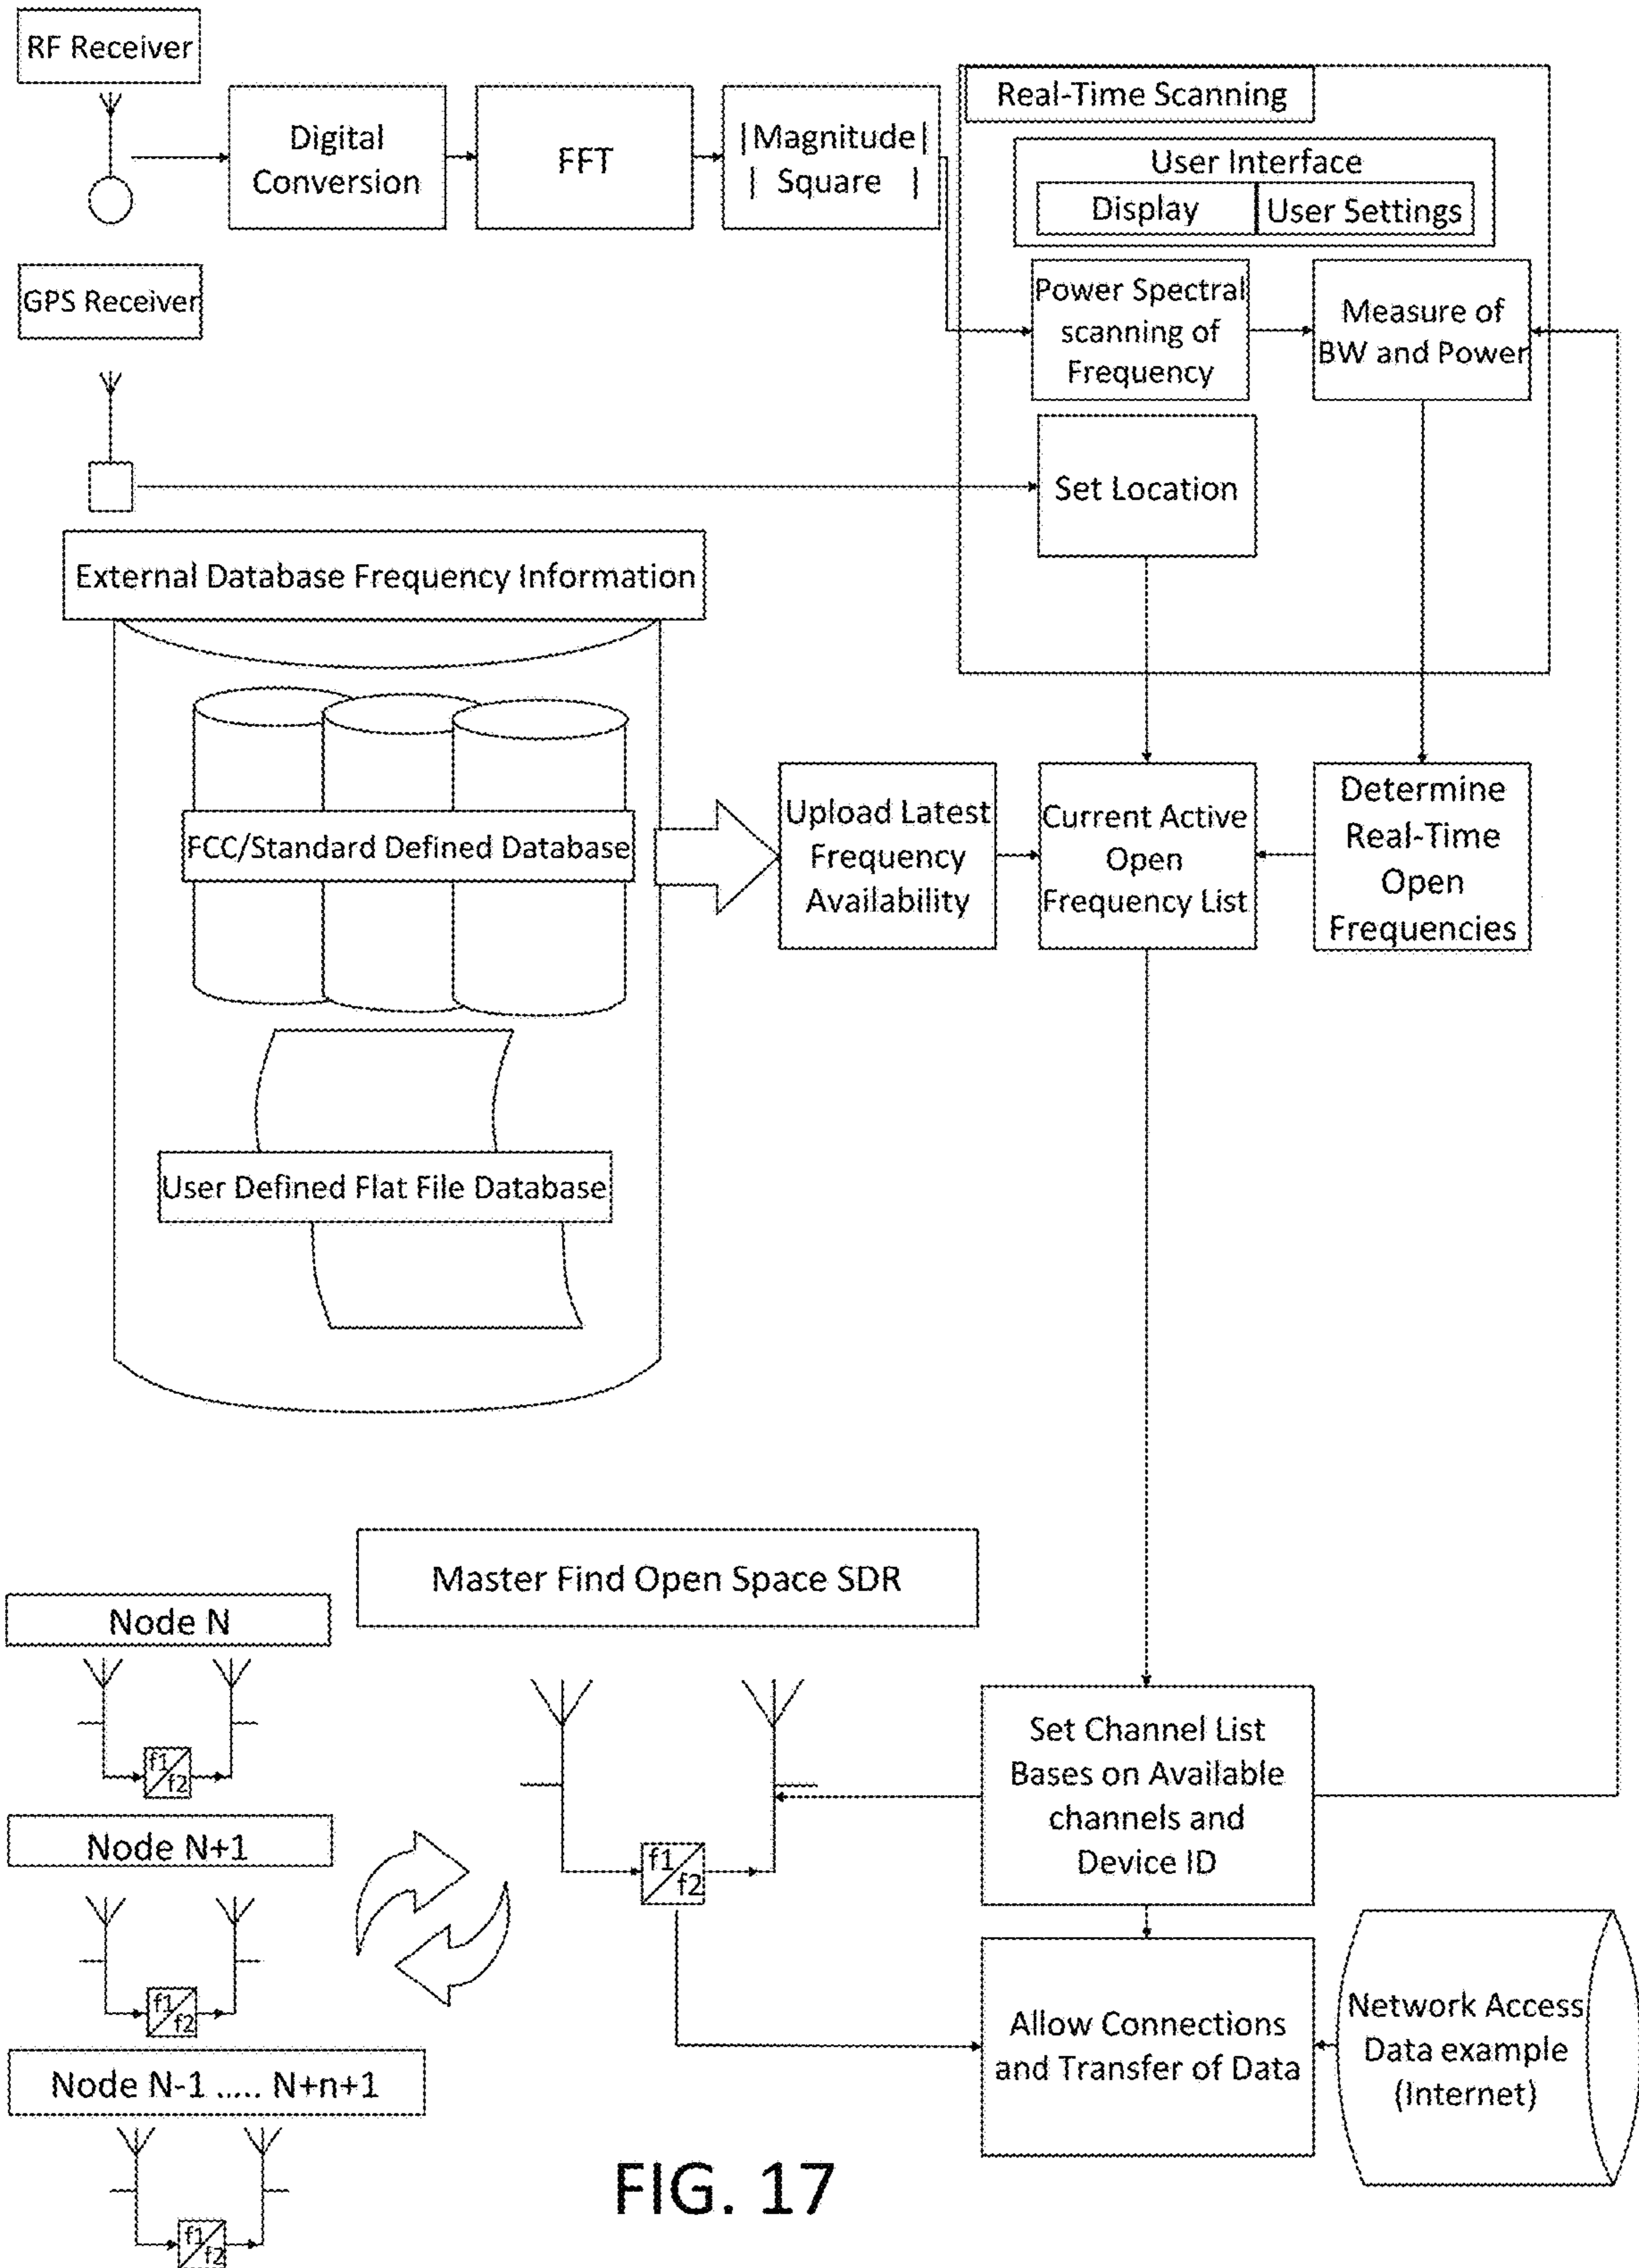 RF Receiver
Digital
Conversion
FFT
|Magnitude|
| Square |
Real-Time Scanning
User Interface
Display
User Settings
GPS Receiver
Power Spectral
scanning of
Frequency
Measure of
BW and Power
Set Location
External Database Frequency Information
FCC/Standard Defined Database
Upload Latest
Frequency
Availability
Current Active
Open
Frequency List
Determine
Real-Time
Open
Frequencies
User Defined Flat File Database
Master Find Open Space SDR
Node N
f1
f2
Node N+1
f1
f2
Node N-1 ..... N+n+1
f1
f2
f1
f2
Set Channel List
Bases on Available
channels and
Device ID
Allow Connections
and Transfer of Data
Network Access
Data example
(Internet)
FIG. 17